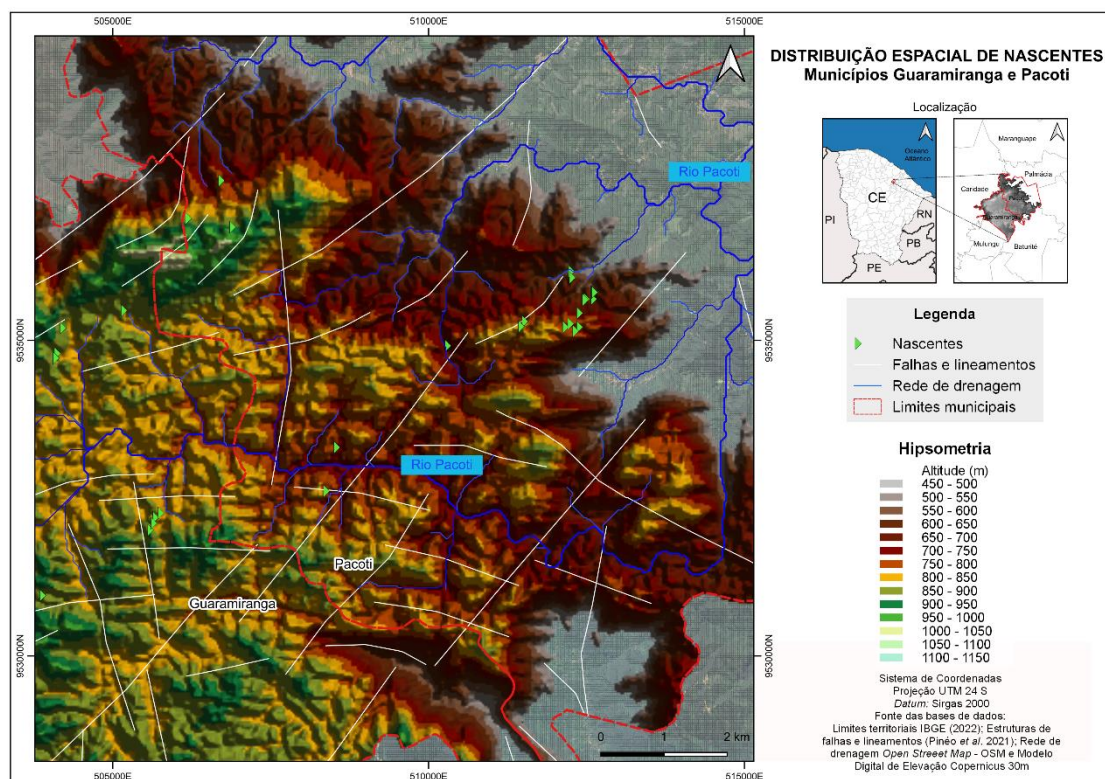 505000E
510000E
515000E
9535000N
9530000N
Rio Pacoti
Rio Pacoti
Pacoti
Guaramiranga
0
1
2 km
9535000N
9530000N
505000E
510000E
515000E
DISTRIBUIÇÃO ESPACIAL DE NASCENTES
Municípios Guaramiranga e Pacoti
Localização
Oceano
Atlântico
CE
PI
RN
PB
PE
Maranguape
Palmácia
Caridade
Pacoti
Guaramiranga
Mulungu
Baturité
Legenda
Nascentes
Falhas e lineamentos
Rede de drenagem
Limites municipais
Hipsometria
Altitude (m)
450 - 500
500 - 550
550 - 600
600 - 650
650 - 700
700 - 750
750 - 800
800 - 850
850 - 900
900 - 950
950 - 1000
1000 - 1050
1050 - 1100
1100 - 1150
Sistema de Coordenadas
Projeção UTM 24 S
Datum: Sirgas 2000
Fonte das bases de dados:
Limites territoriais IBGE (2022); Estruturas de
falhas e lineamentos (Pinéo et al. 2021); Rede de
drenagem Open Streeet Map - OSM e Modelo
Digital de Elevação Copernicus 30m